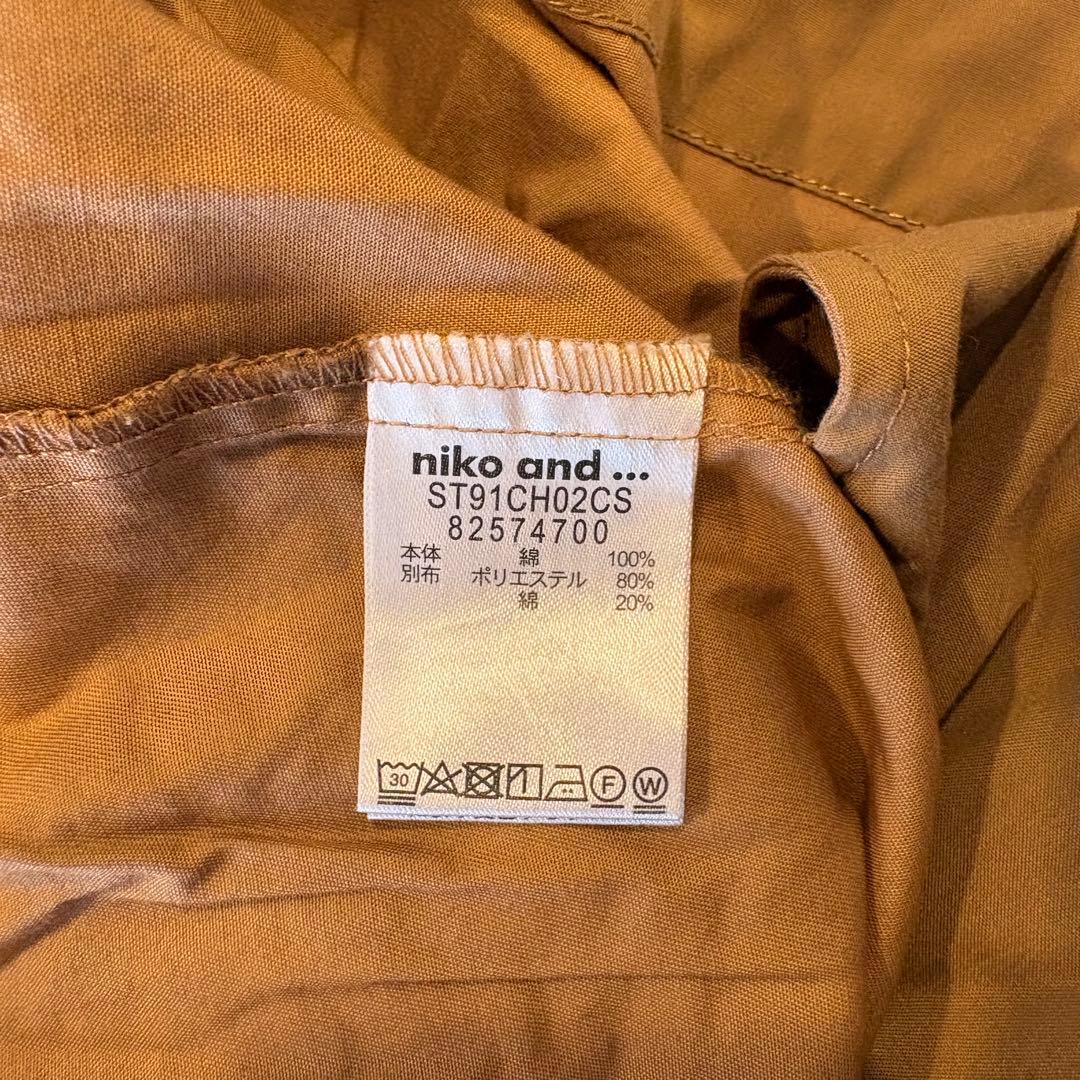 niko and ...
ST91CH02CS
82574700
本体 綿 100%
別布 ポリエステル 80%
綿 20%
30 F W